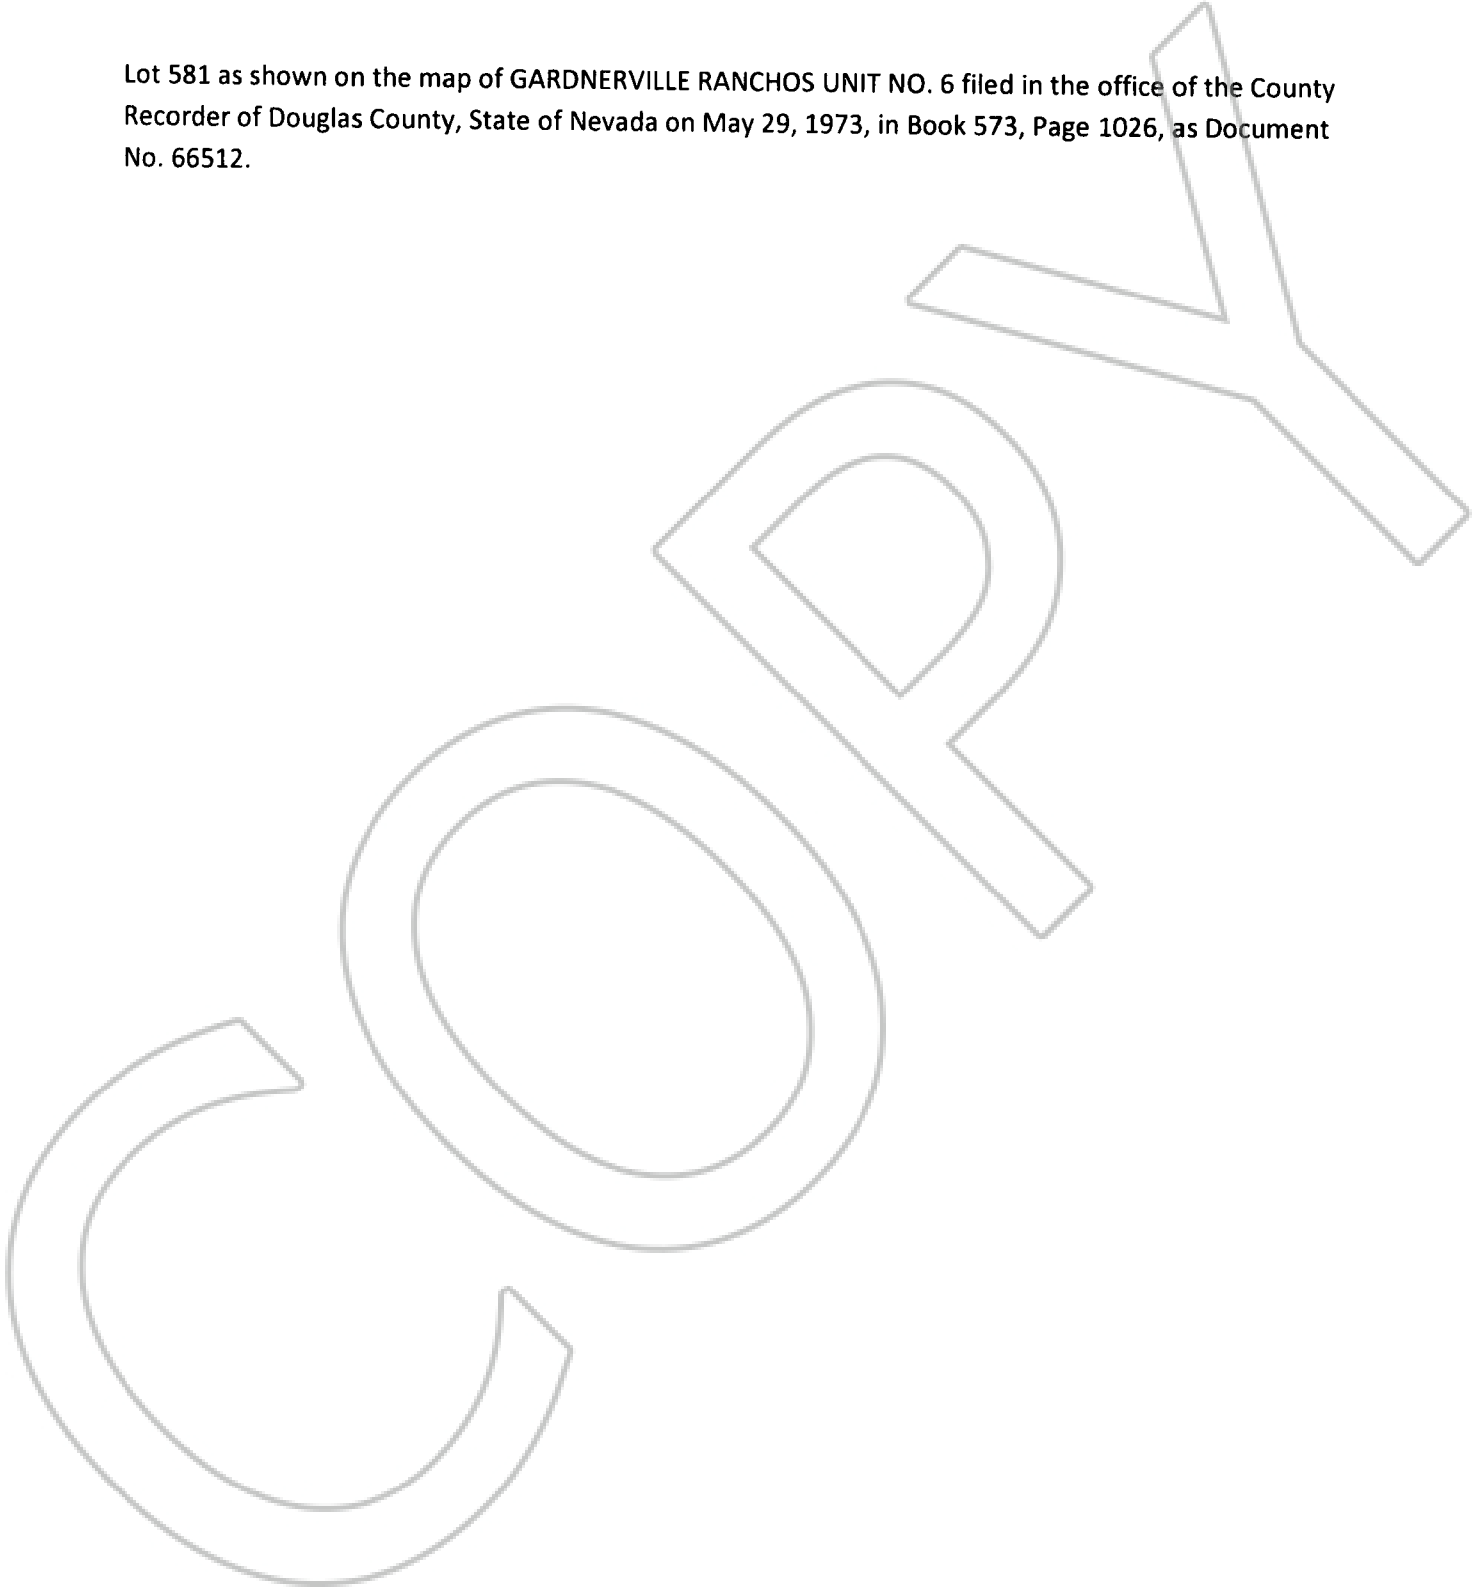 Lot 581 as shown on the map of GARDNERVILLE RANCHOS UNIT NO. 6 filed in the office of the County
Recorder of Douglas County, State of Nevada on May 29, 1973, in Book 573, Page 1026, as Document
No. 66512.
COPY